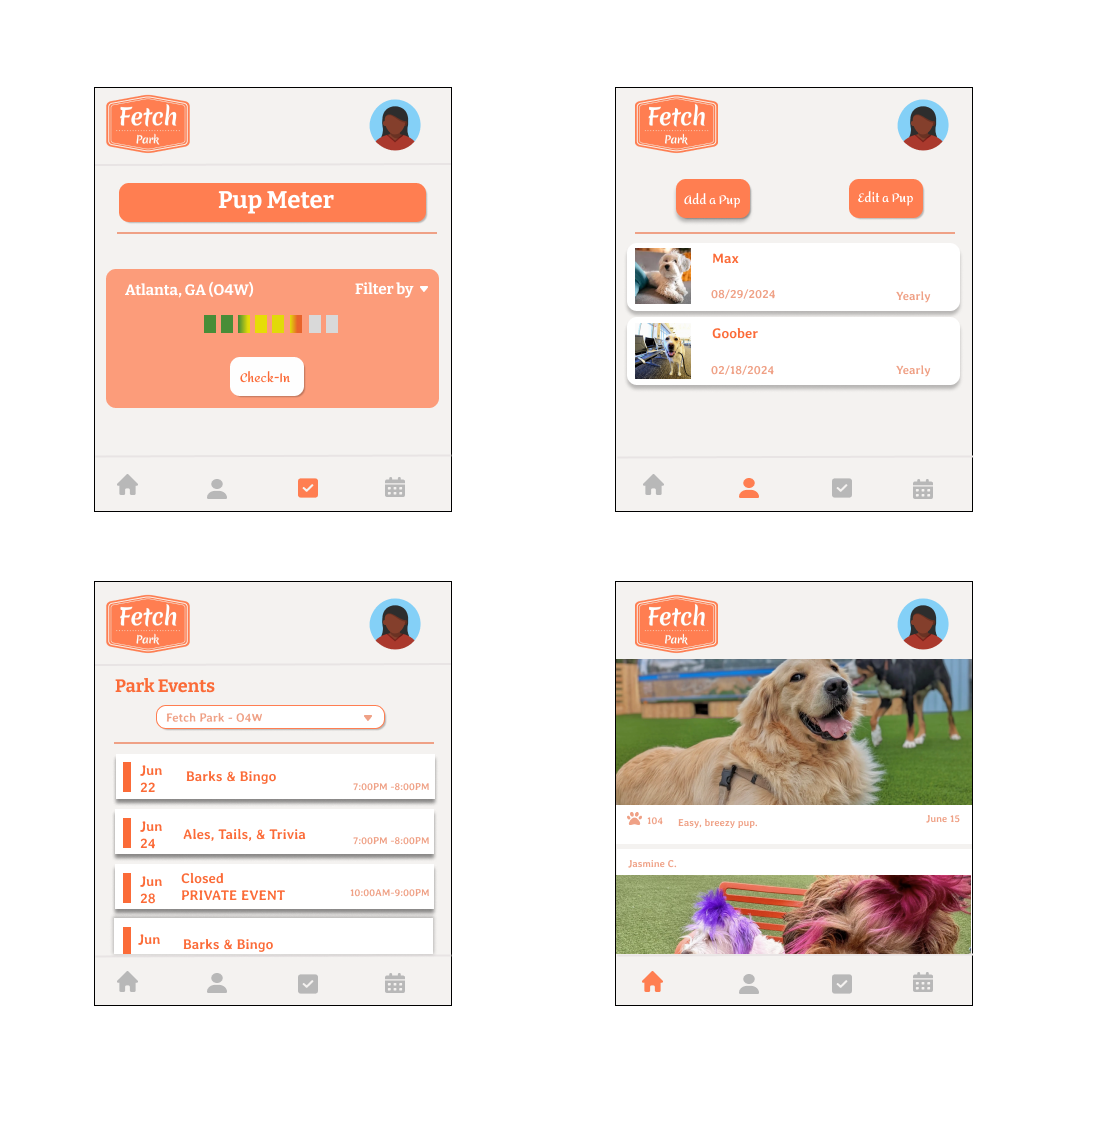 Fetch
Park
Pup Meter
Atlanta, GA (O4W)
Filter by
Check-In
Fetch
Park
Add a Pup
Edit a Pup
Max
08/29/2024
Yearly
Goober
02/18/2024
Yearly
Fetch
Park
Park Events
Fetch Park - O4W
Jun
22
Barks & Bingo
7:00PM -8:00PM
Jun
24
Ales, Tails, & Trivia
7:00PM -8:00PM
Jun
28
Closed
PRIVATE EVENT
10:00AM-9:00PM
Jun
Barks & Bingo
Fetch
Park
104
Easy, breezy pup.
June 15
Jasmine C.